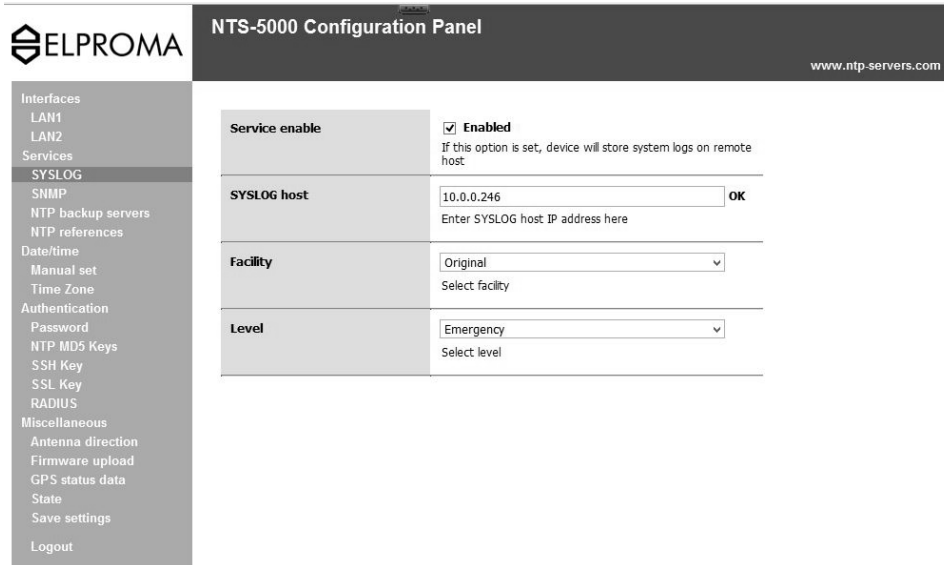 ELPROMA
NTS-5000 Configuration Panel
www.ntp-servers.com
Interfaces
LAN1
LAN2
Services
SYSLOG
SNMP
NTP backup servers
NTP references
Date/time
Manual set
Time Zone
Authentication
Password
NTP MD5 Keys
SSH Key
SSL Key
RADIUS
Miscellaneous
Antenna direction
Firmware upload
GPS status data
State
Save settings
Logout
Service enable
Enabled
If this option is set, device will store system logs on remote
host
SYSLOG host
10.0.0.246 OK
Enter SYSLOG host IP address here
Facility
Original
Select facility
Level
Emergency
Select level